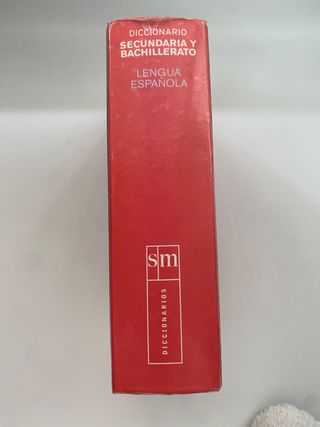 DICCIONARIO
SECUNDARIA Y
BACHILLERATO
LENGUA
ESPAÑOLA
sm
DICCIONARIOS